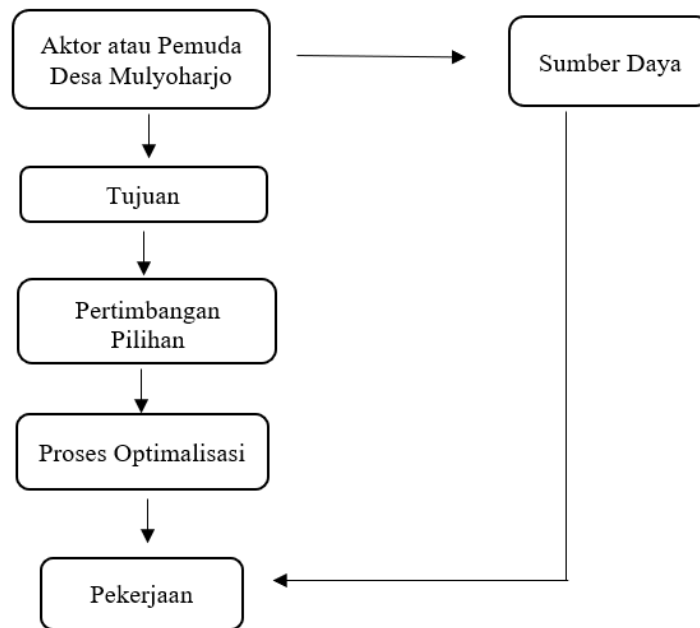 Aktor atau Pemuda
Desa Mulyoharjo
Sumber Daya
Tujuan
Pertimbangan
Pilihan
Proses Optimalisasi
Pekerjaan